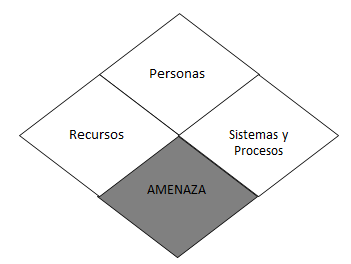 Personas
Recursos
Sistemas y
Procesos
AMENAZA